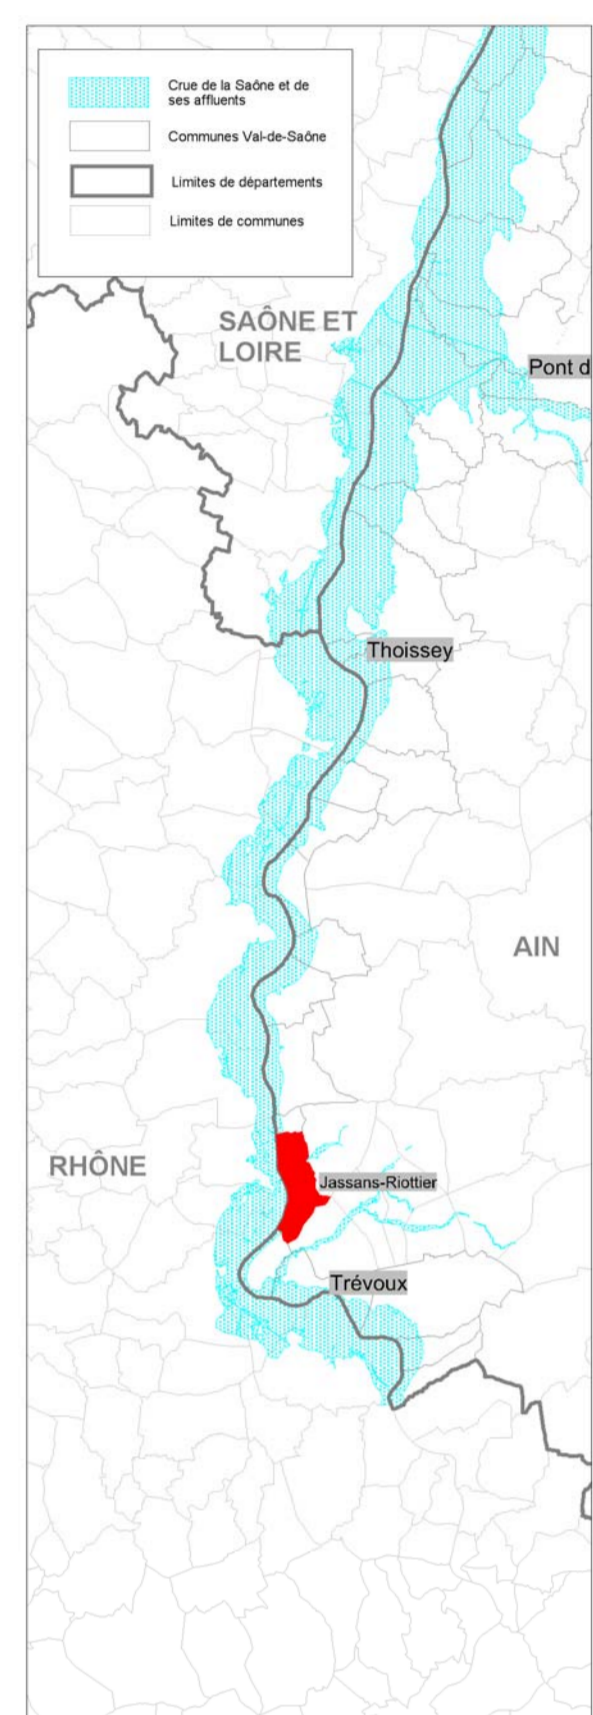 Crue de la Saône et de
ses affluents
Communes Val-de-Saône
Limites de départements
Limites de communes
SAÔNE ET
LOIRE
Pont d
Thoissey
AIN
RHÔNE
Jassans-Riottier
Trévoux